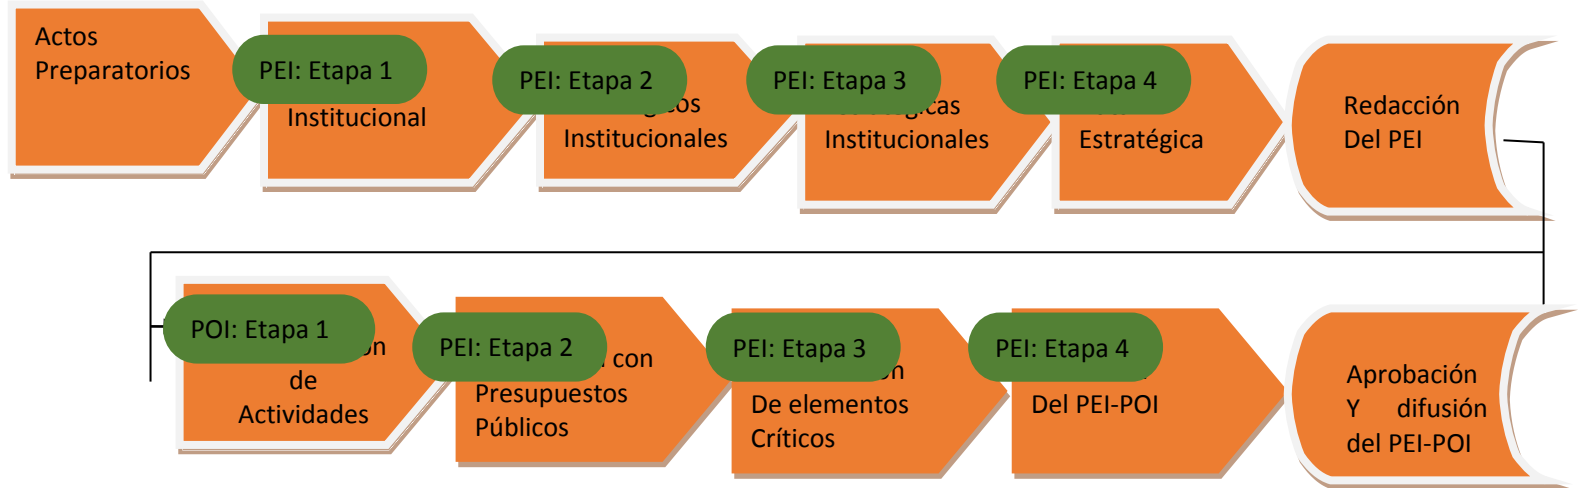 Actos
Preparatorios
PEI: Etapa 1
Institucional
PEI: Etapa 2
Institucionales
PEI: Etapa 3
Institucionales
PEI: Etapa 4
Estratégica
Redacción
Del PEI
POI: Etapa 1
de
Actividades
PEI: Etapa 2
con
Presupuestos
Públicos
PEI: Etapa 3
De elementos
Críticos
PEI: Etapa 4
Del PEI-POI
Aprobación
Y difusión
del PEI-POI